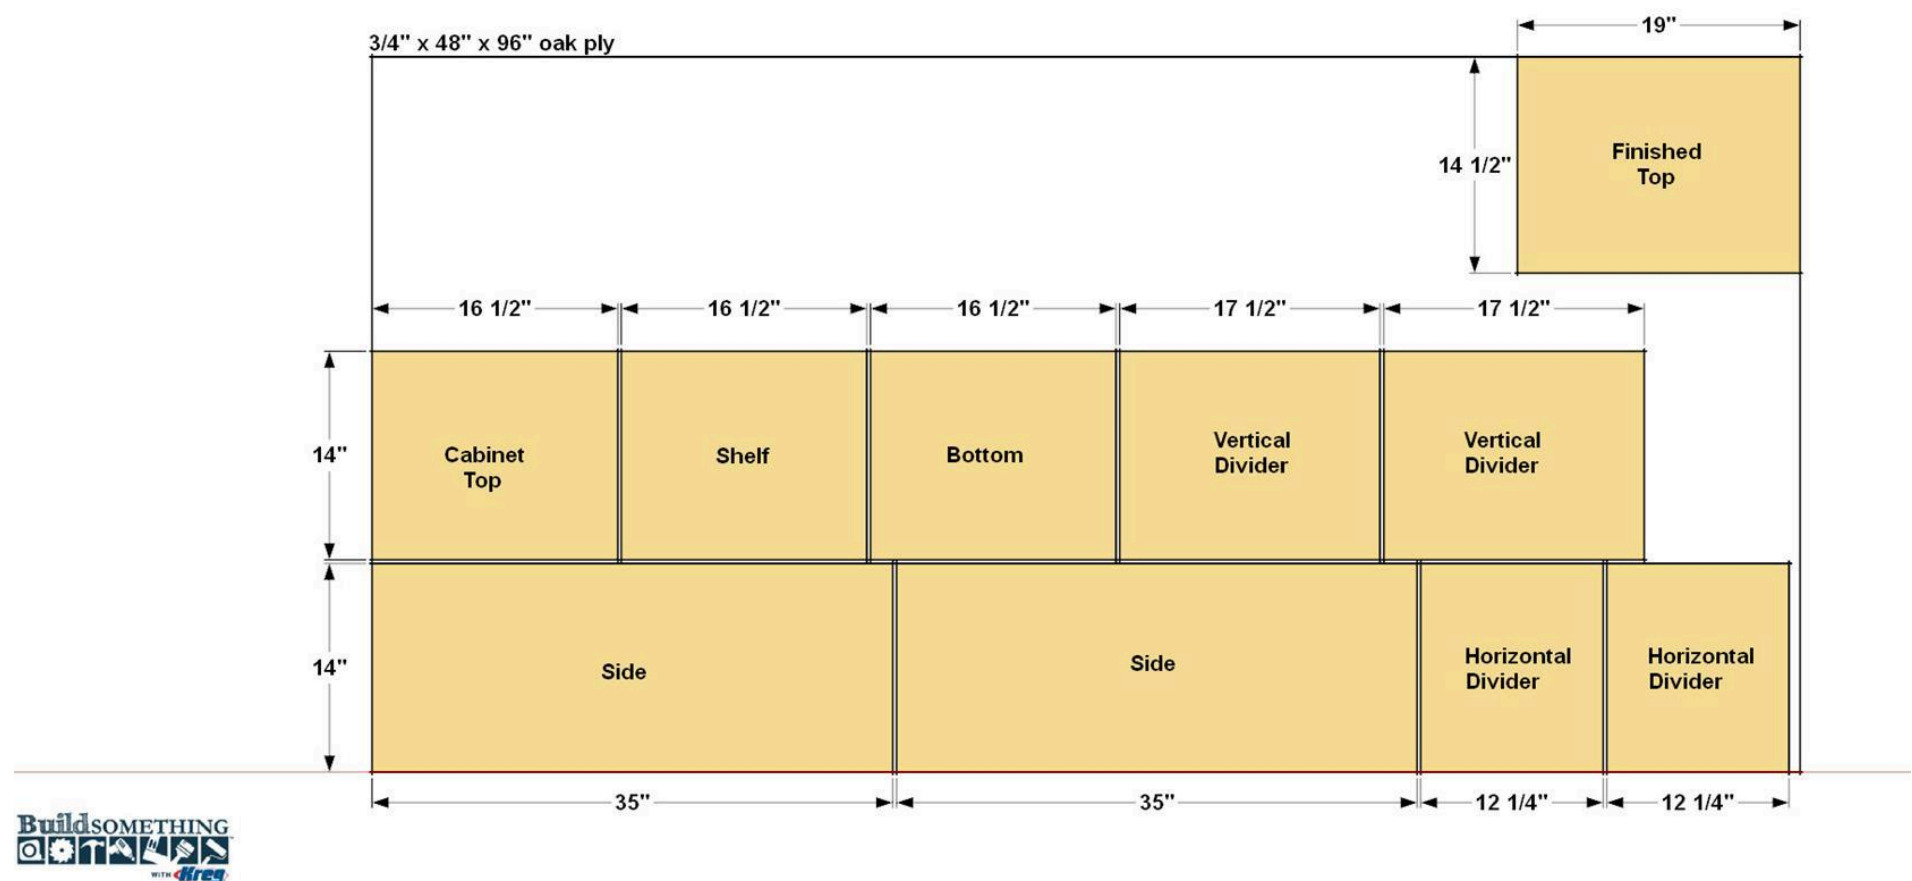 19"
3/4" x 48" x 96" oak ply
14 1/2"
Finished
Top
16 1/2"
16 1/2"
16 1/2"
17 1/2"
17 1/2"
14"
Cabinet
Top
Shelf
Bottom
Vertical
Divider
Vertical
Divider
14"
Side
Side
Horizontal
Divider
Horizontal
Divider
35"
35"
12 1/4"
12 1/4"
BuildSOMETHING
WITH Kreg